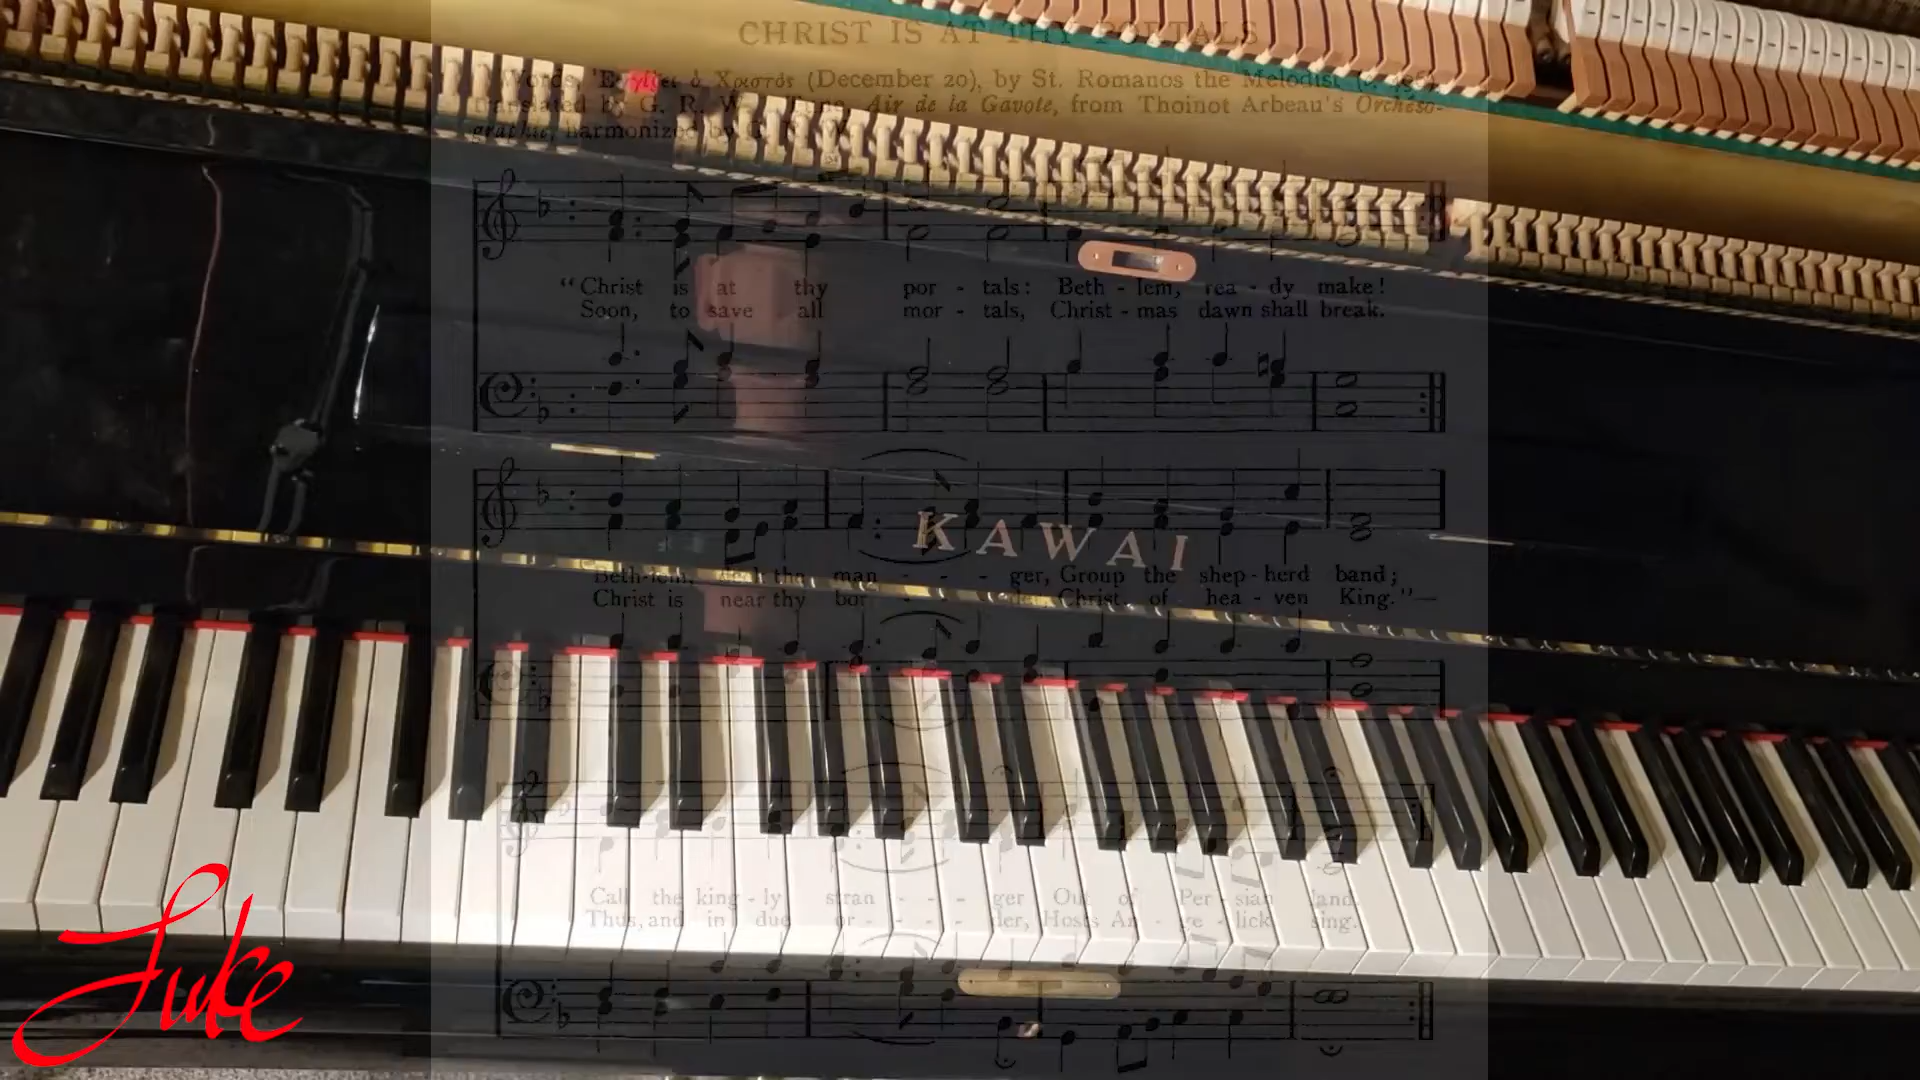 CHRIST IS AT THY PORTALS
Words, Χριστός (December 20), by St. Romanos the Melodist
Translated by G. R. W. Tune, Air de la Gavote, from Thoinot Arbeau's Orcheso-
graphie, harmonized by G. R. W.
“Christ is at thy por - tals: Beth - lem, rea - dy make!
Soon, to save all mor - tals, Christ - mas dawn shall break.
KAWAI
Beth-lem, deck the man - - - ger, Group the shep - herd band;
Christ is near thy bor - - - der, Christ, of hea - ven King.”—
Call the king - ly stran - - - ger Out of Per - sian land.
Thus, and in due or - - - der, Hosts An - ge - lick sing.
Luke